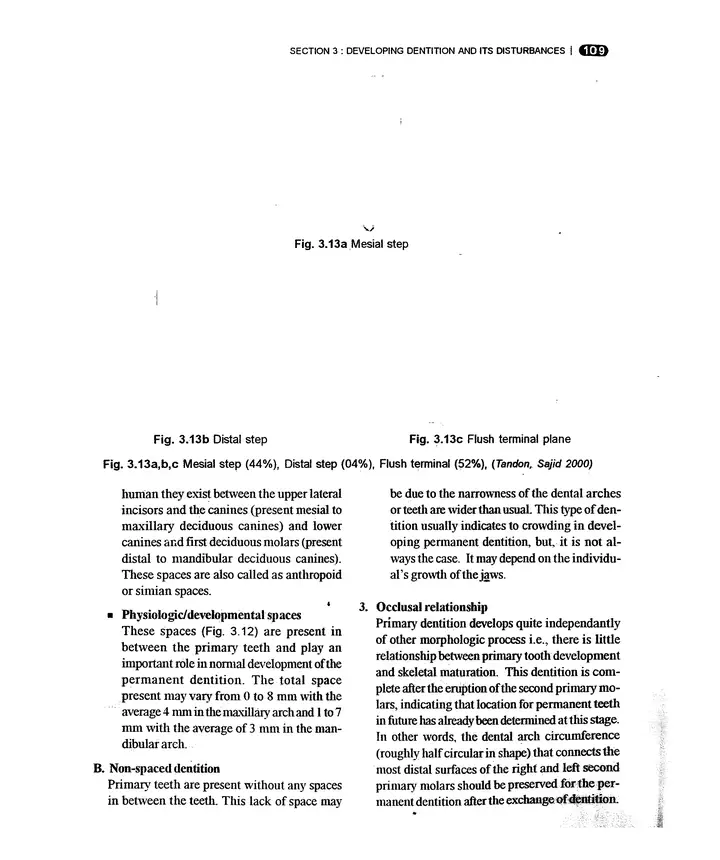 SECTION 3 : DEVELOPING DENTITION AND ITS DISTURBANCES | 109
Fig. 3.13a Mesial step
Fig. 3.13b Distal step
Fig. 3.13c Flush terminal plane
Fig. 3.13a,b,c Mesial step (44%), Distal step (04%), Flush terminal (52%), (Tandon, Sajid 2000)
human they exist between the upper lateral
incisors and the canines (present mesial to
maxillary deciduous canines) and lower
canines and first deciduous molars (present
distal to mandibular deciduous canines).
These spaces are also called as anthropoid
or simian spaces.
■ Physiologic/developmental spaces
These spaces (Fig. 3.12) are present in
between the primary teeth and play an
important role in normal development of the
permanent dentition. The total space
present may vary from 0 to 8 mm with the
average 4 mm in the maxillary arch and 1 to 7
mm with the average of 3 mm in the man-
dibular arch.
B. Non-spaced dentition
Primary teeth are present without any spaces
in between the teeth. This lack of space may
be due to the narrowness of the dental arches
or teeth are wider than usual. This type of den-
tition usually indicates to crowding in devel-
oping permanent dentition, but, it is not al-
ways the case. It may depend on the individu-
al's growth of the jaws.
3. Occlusal relationship
Primary dentition develops quite independantly
of other morphologic process i.e., there is little
relationship between primary tooth development
and skeletal maturation. This dentition is com-
plete after the eruption of the second primary mo-
lars, indicating that location for permanent teeth
in future has already been determined at this stage.
In other words, the dental arch circumference
(roughly half circular in shape) that connects the
most distal surfaces of the right and left second
primary molars should be preserved for the per-
manent dentition after the exchange of dentition.